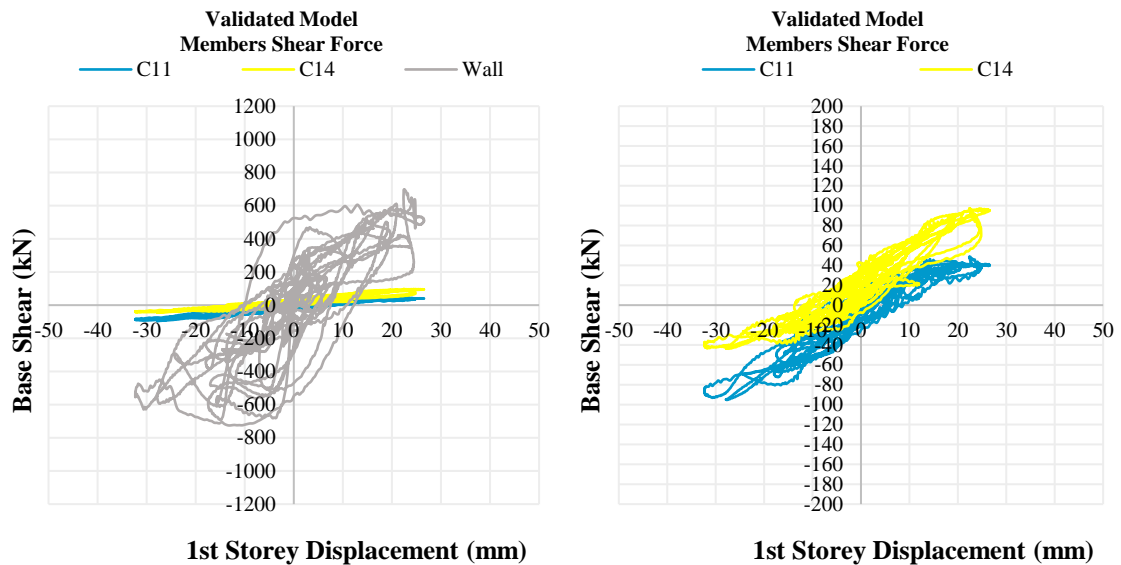 Validated Model
Members Shear Force
C11 C14 Wall
1200
1000
800
600
400
200
0
-50 -40 -30 -20 -10 0 10 20 30 40 50
-200
-400
-600
-800
-1000
-1200
Base Shear (kN)
1st Storey Displacement (mm)
Validated Model
Members Shear Force
C11 C14
200
180
160
140
120
100
80
60
40
20
0
-50 -40 -30 -20 -10 0 10 20 30 40 50
-20
-40
-60
-80
-100
-120
-140
-160
-180
-200
Base Shear (kN)
1st Storey Displacement (mm)